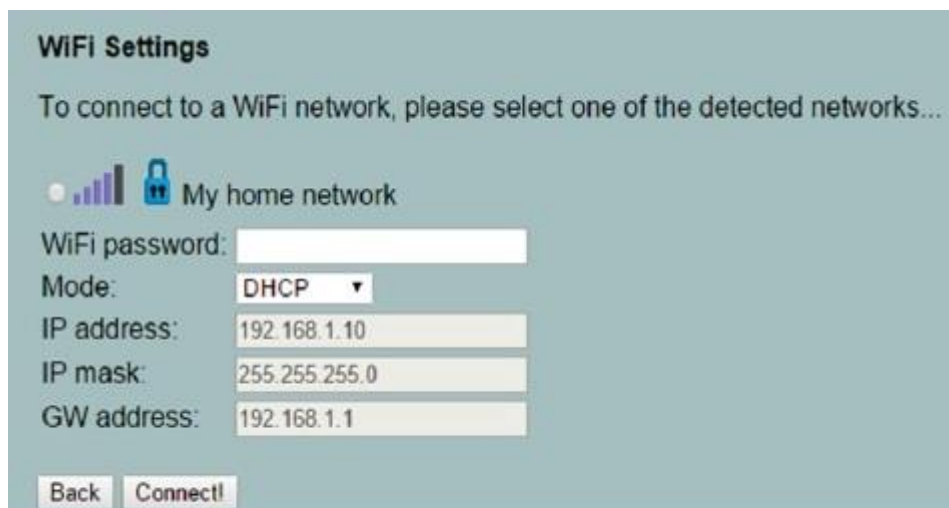 WiFi Settings
To connect to a WiFi network, please select one of the detected networks...
My home network
WiFi password:
Mode: DHCP
IP address: 192.168.1.10
IP mask: 255.255.255.0
GW address: 192.168.1.1
Back Connect!